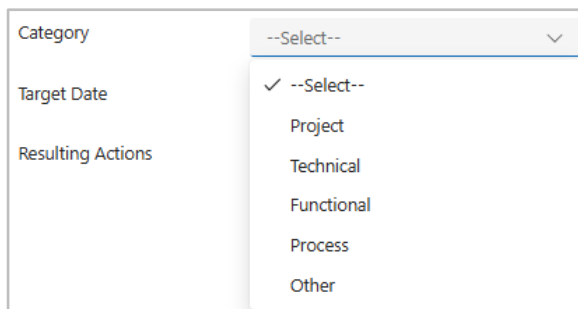 Category
--Select--
--Select--
Target Date
Project
Resulting Actions
Technical
Functional
Process
Other